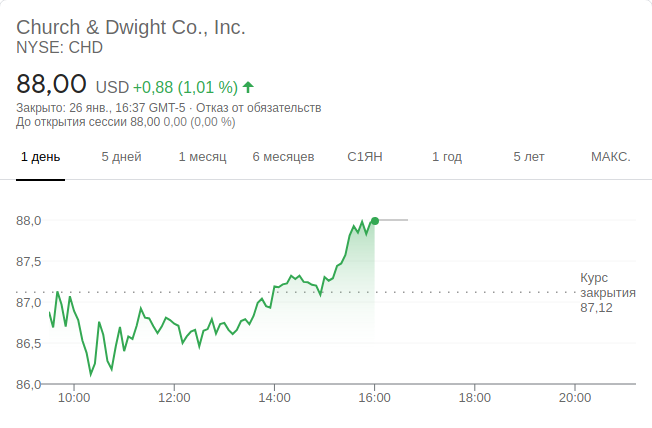 Church & Dwight Co., Inc.
NYSE: CHD
88,00 USD +0,88 (1,01 %)
Закрыто: 26 янв., 16:37 GMT-5 · Отказ от обязательств
До открытия сессии 88,00 0,00 (0,00 %)
1 день 5 дней 1 месяц 6 месяцев С1ЯН 1 год 5 лет МАКС.
88,0
87,5
Курс
закрытия
87,12
87,0
86,5
86,0
10:00 12:00 14:00 16:00 18:00 20:00